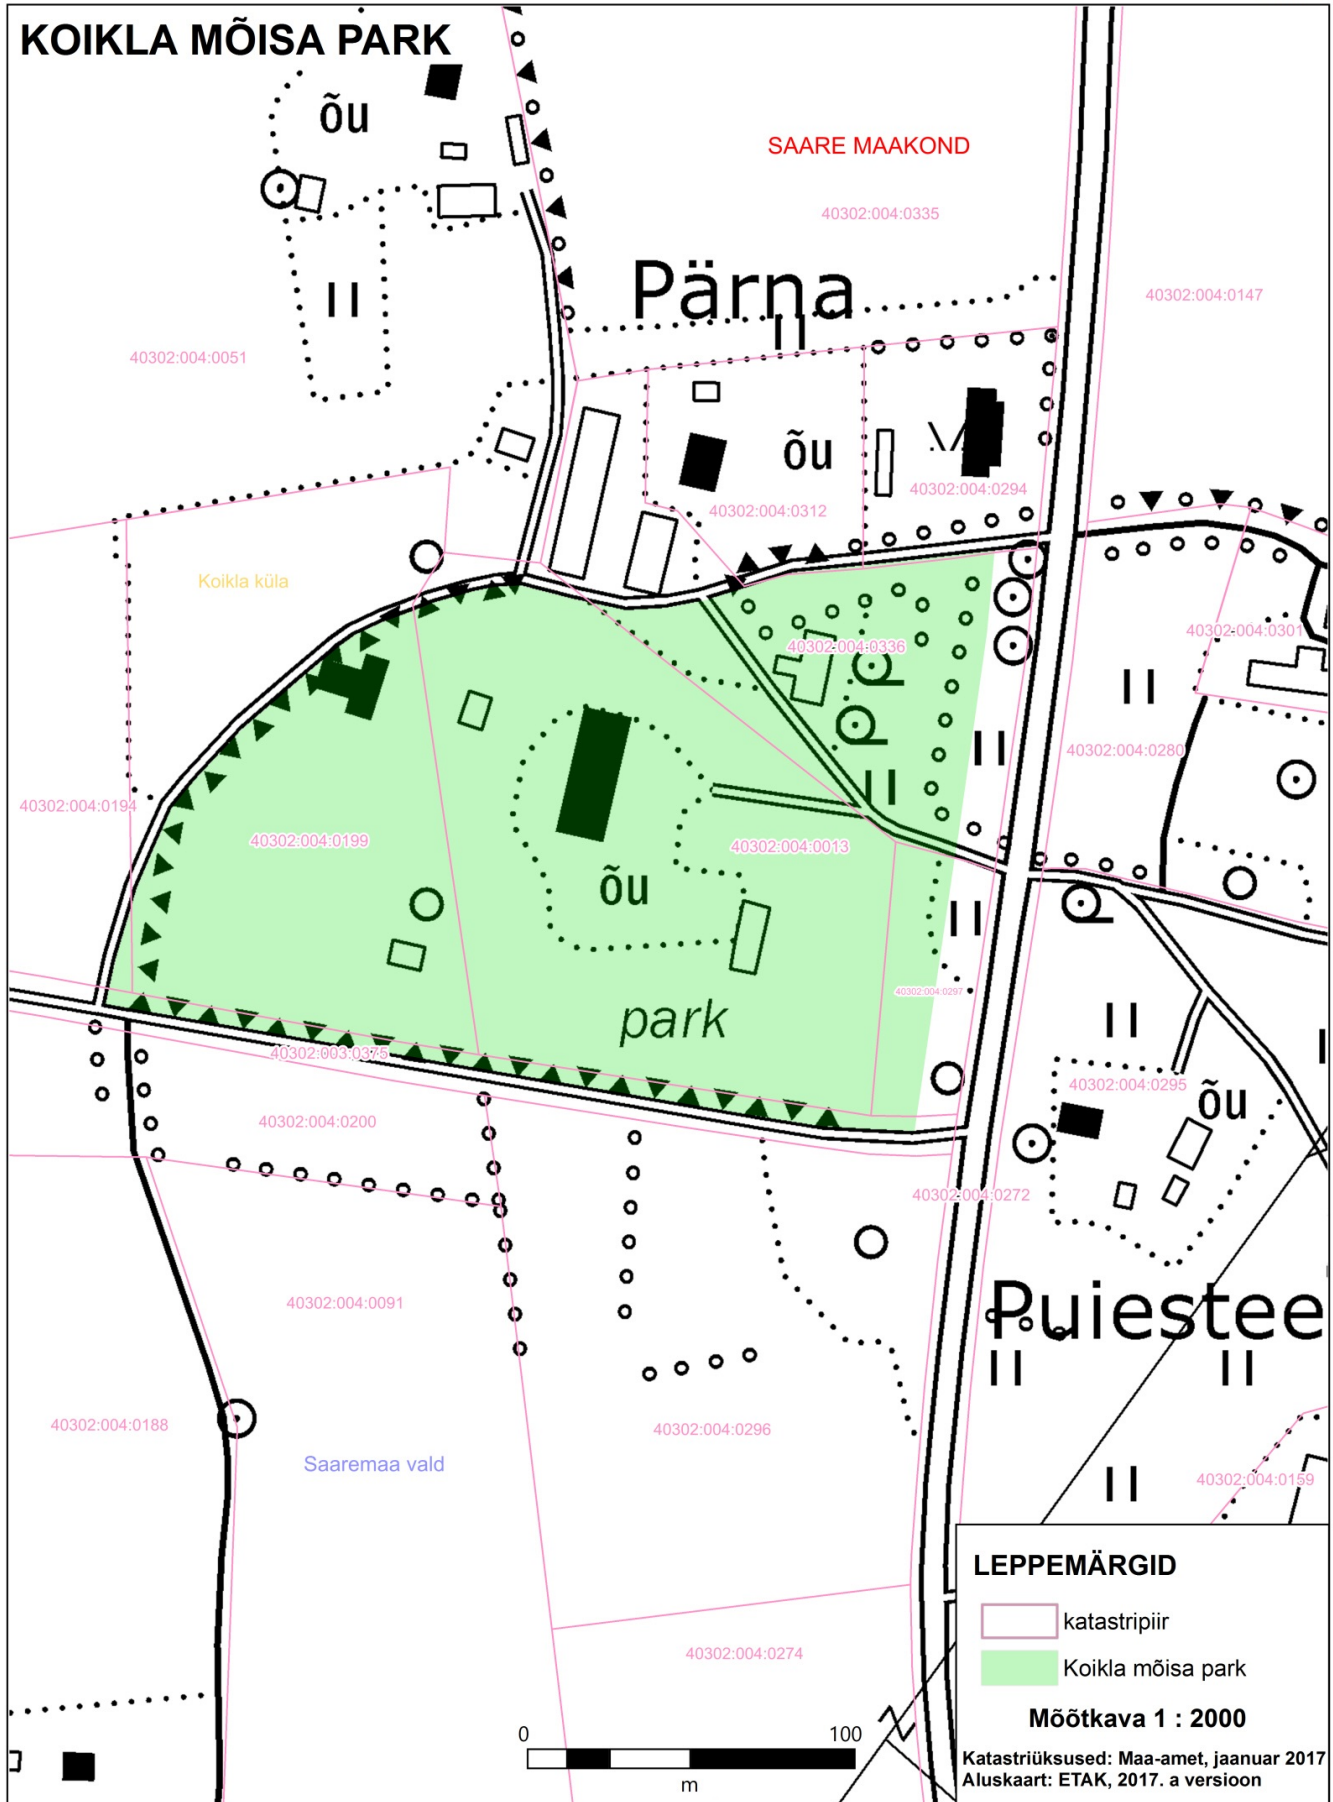 KOIKLA MÕISA PARK
õu
SAARE MAAKOND
40302:004:0335
Pärna
40302:004:0147
40302:004:0051
õu
40302:004:0294
40302:004:0312
Koikla küla
40302:004:0301
40302:004:0336
40302:004:0280
40302:004:0194
40302:004:0199
40302:004:0013
õu
40302:004:0297
park
40302:003:0375
40302:004:0295
õu
40302:004:0200
40302:004:0272
40302:004:0091
Puiestee
40302:004:0188
40302:004:0296
Saaremaa vald
40302:004:0159
LEPPEMÄRGID
katastripiir
40302:004:0274
Koikla mõisa park
Mõõtkava 1 : 2000
0 100
m
Katastriüksused: Maa-amet, jaanuar 2017
Aluskaart: ETAK, 2017. a versioon